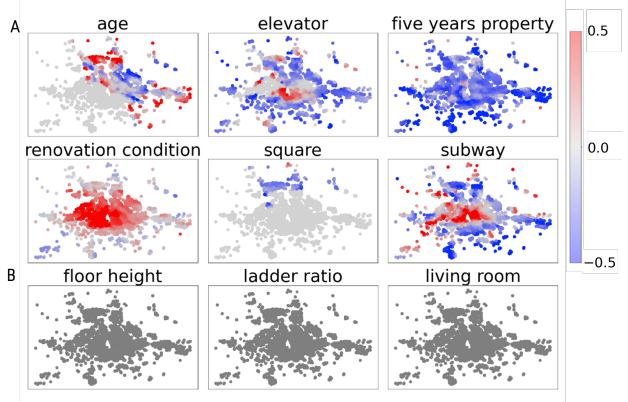 A
age
elevator
five years property
renovation condition
square
subway
B
floor height
ladder ratio
living room
0.5
0.0
−0.5